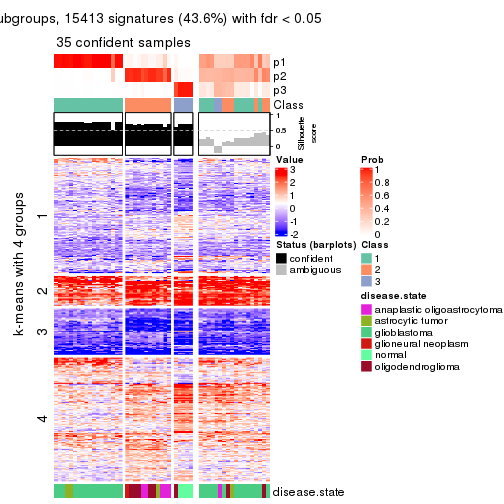 ubgroups, 15413 signatures (43.6%) with fdr < 0.05
35 confident samples
p1
p2
p3
Class
1
0.5
0
Silhouette
score
k-means with 4 groups
1
2
3
4
Value
3
2
1
0
-1
-2
Prob
1
0.8
0.6
0.4
0.2
0
Status (barplots)
confident
ambiguous
Class
1
2
3
disease.state
anaplastic oligoastrocytoma
astrocytic tumor
glioblastoma
glioneural neoplasm
normal
oligodendroglioma
disease.state